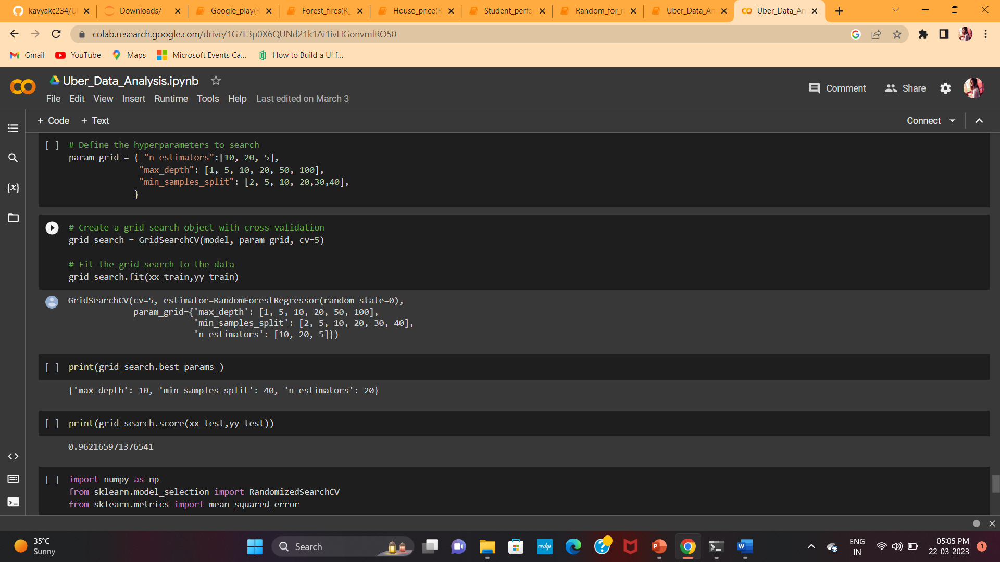 kavyakc234/U
Downloads/
Google_play(R
Forest_fires(R_
House_price(R
Student_perfo
Random_for_r
Uber_Data_An
Uber_Data_An
colab.research.google.com/drive/1G7L3p0X6QUNd21k1Ai1ivHGonvmlRO50
Gmail
YouTube
Maps
Microsoft Events Ca...
How to Build a UI f...
Uber_Data_Analysis.ipynb
Comment
Share
File Edit View Insert Runtime Tools Help Last edited on March 3
+ Code + Text
Connect
[ ] # Define the hyperparameters to search
param_grid = { "n_estimators":[10, 20, 5],
"max_depth": [1, 5, 10, 20, 50, 100],
"min_samples_split": [2, 5, 10, 20,30,40],
}
{x}
# Create a grid search object with cross-validation
grid_search = GridSearchCV(model, param_grid, cv=5)
# Fit the grid search to the data
grid_search.fit(xx_train,yy_train)
GridSearchCV(cv=5, estimator=RandomForestRegressor(random_state=0),
param_grid={'max_depth': [1, 5, 10, 20, 50, 100],
'min_samples_split': [2, 5, 10, 20, 30, 40],
'n_estimators': [10, 20, 5]})
[ ] print(grid_search.best_params_)
{'max_depth': 10, 'min_samples_split': 40, 'n_estimators': 20}
[ ] print(grid_search.score(xx_test,yy_test))
0.962165971376541
[ ] import numpy as np
from sklearn.model_selection import RandomizedSearchCV
from sklearn.metrics import mean_squared_error
35°C
Sunny
Search
myhp
P
W
ENG
IN
05:05 PM
22-03-2023
1